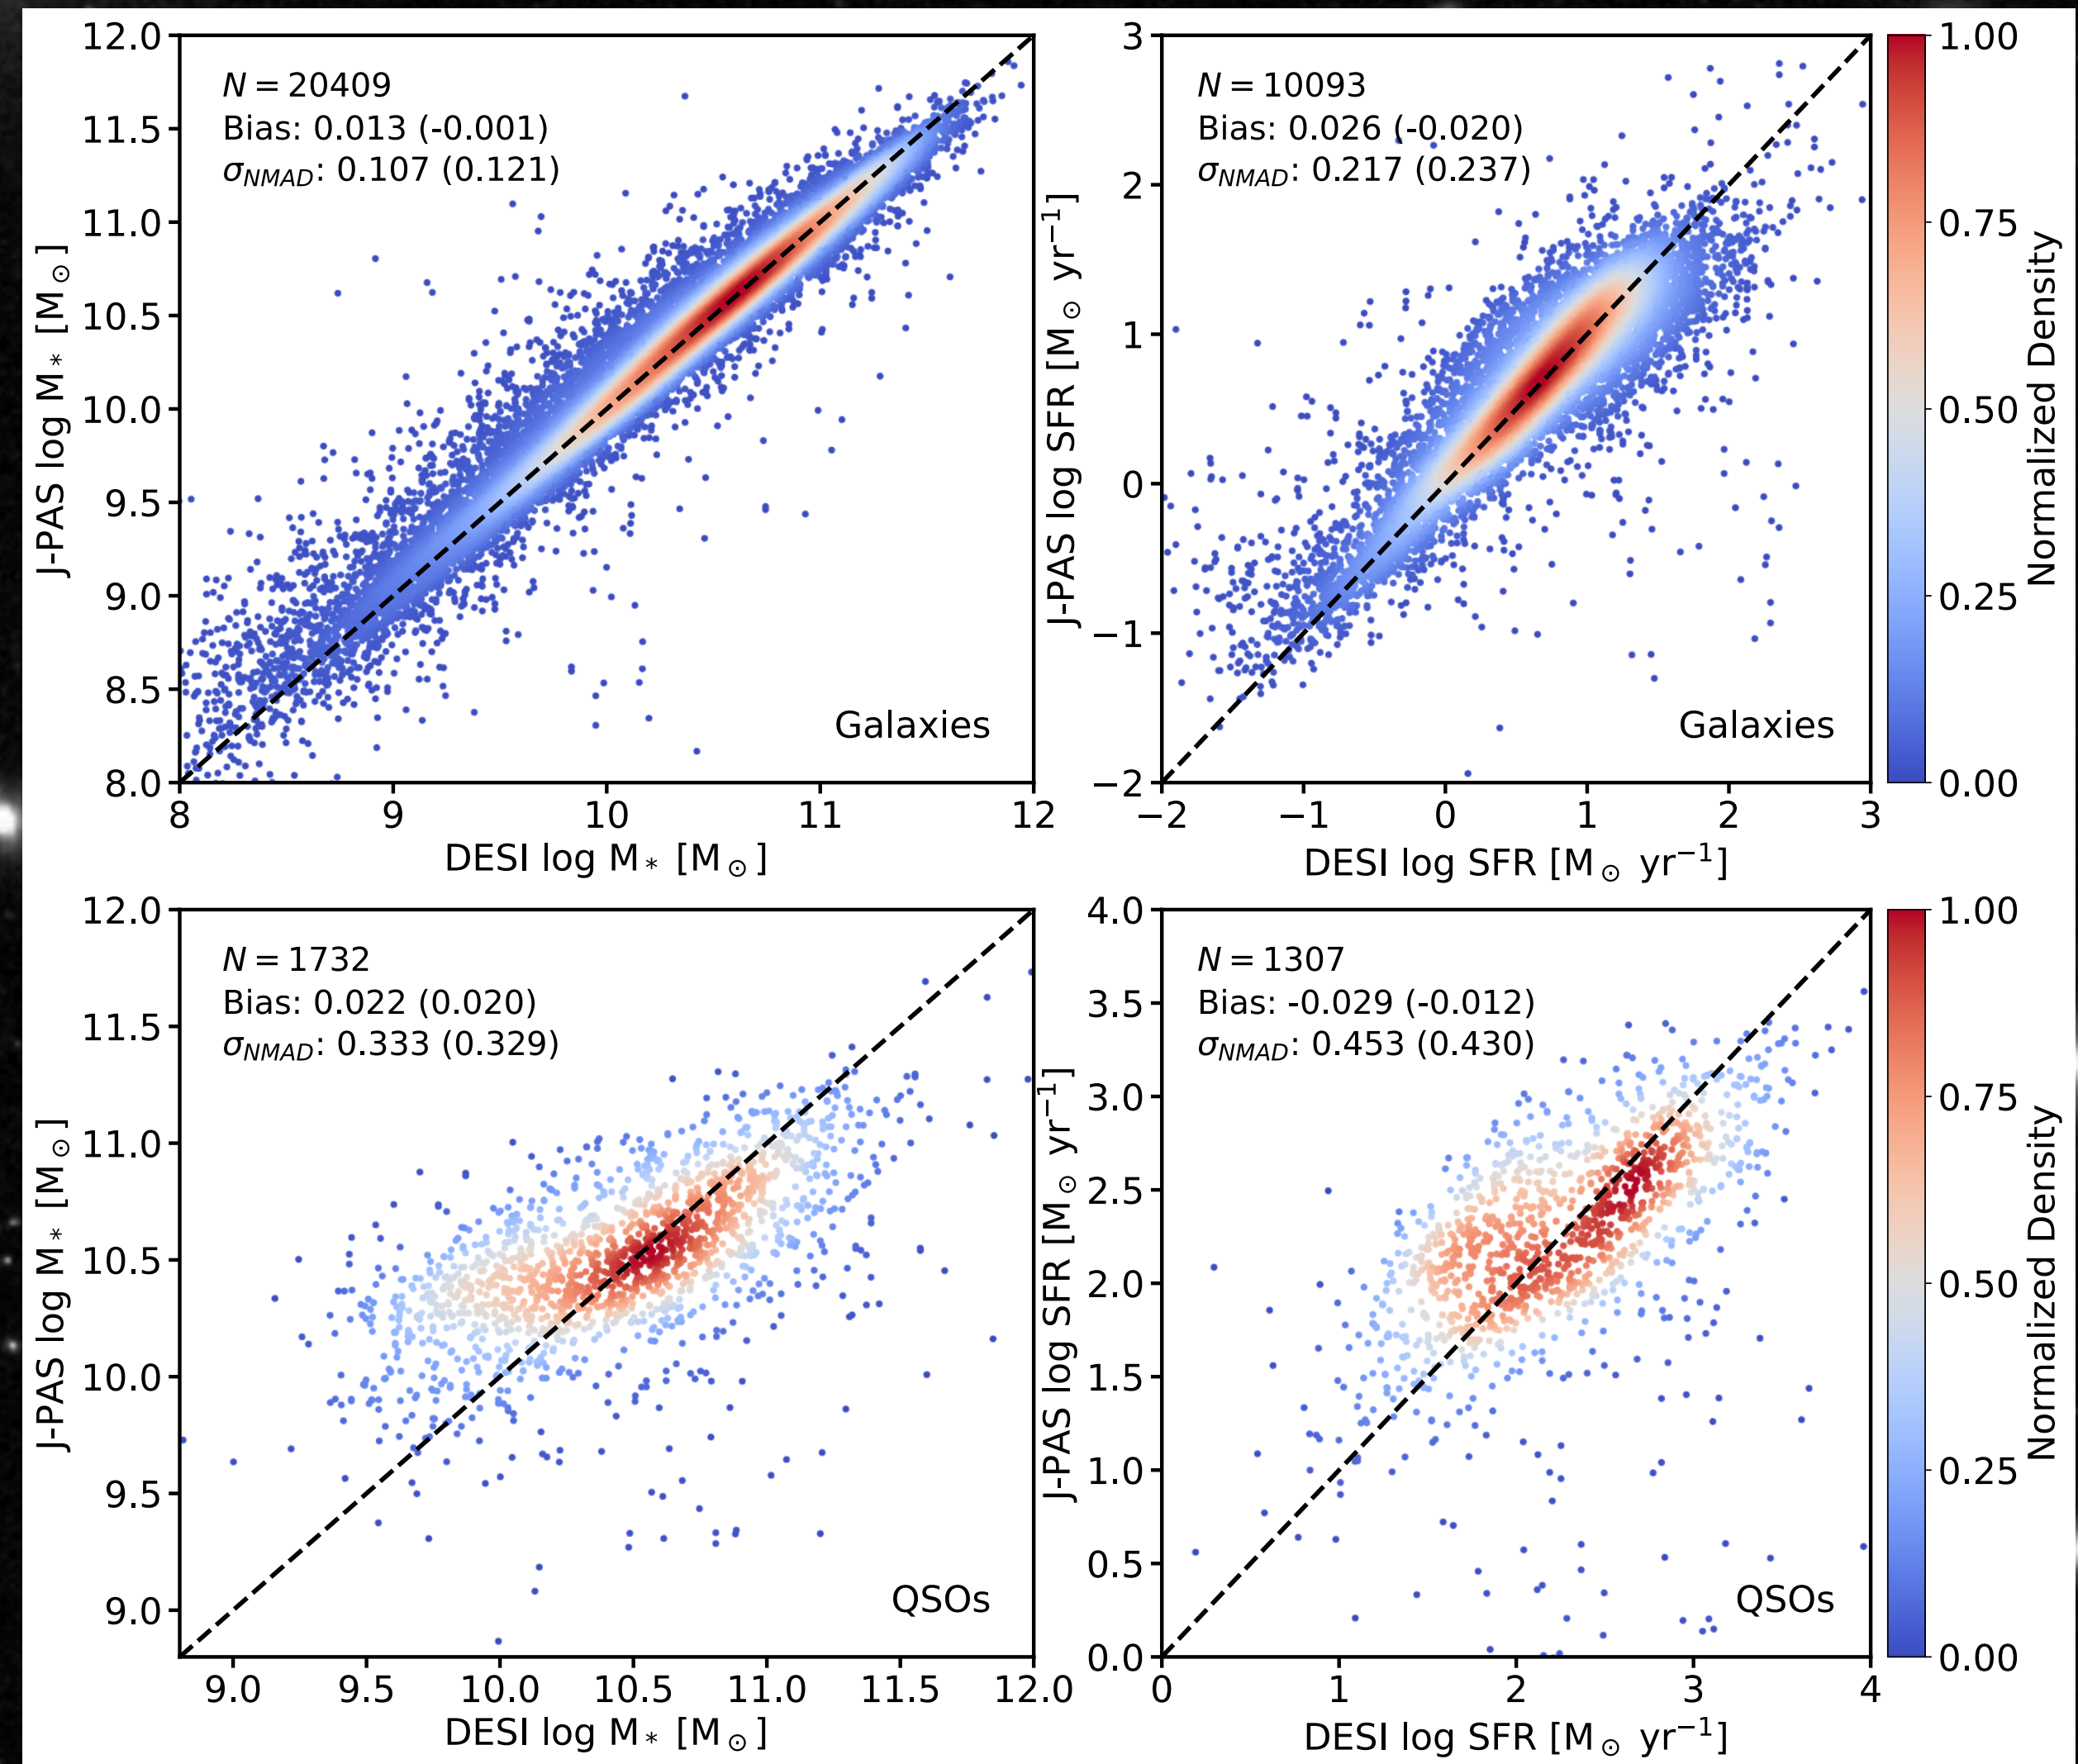 12.0
11.5
11.0
10.5
10.0
9.5
9.0
8.5
8.0
J-PAS log M* [M⊙]
N = 20409
Bias: 0.013 (-0.001)
σNMAD: 0.107 (0.121)
Galaxies
8 9 10 11 12
DESI log M* [M⊙]
3
2
1
0
−1
−2
J-PAS log SFR [M⊙ yr⁻¹]
N = 10093
Bias: 0.026 (-0.020)
σNMAD: 0.217 (0.237)
Galaxies
−2 −1 0 1 2 3
DESI log SFR [M⊙ yr⁻¹]
1.00
0.75
0.50
0.25
0.00
Normalized Density
12.0
11.5
11.0
10.5
10.0
9.5
9.0
J-PAS log M* [M⊙]
N = 1732
Bias: 0.022 (0.020)
σNMAD: 0.333 (0.329)
QSOs
9.0 9.5 10.0 10.5 11.0 11.5 12.0
DESI log M* [M⊙]
4.0
3.5
3.0
2.5
2.0
1.5
1.0
0.5
0.0
J-PAS log SFR [M⊙ yr⁻¹]
N = 1307
Bias: -0.029 (-0.012)
σNMAD: 0.453 (0.430)
QSOs
0 1 2 3 4
DESI log SFR [M⊙ yr⁻¹]
1.00
0.75
0.50
0.25
0.00
Normalized Density